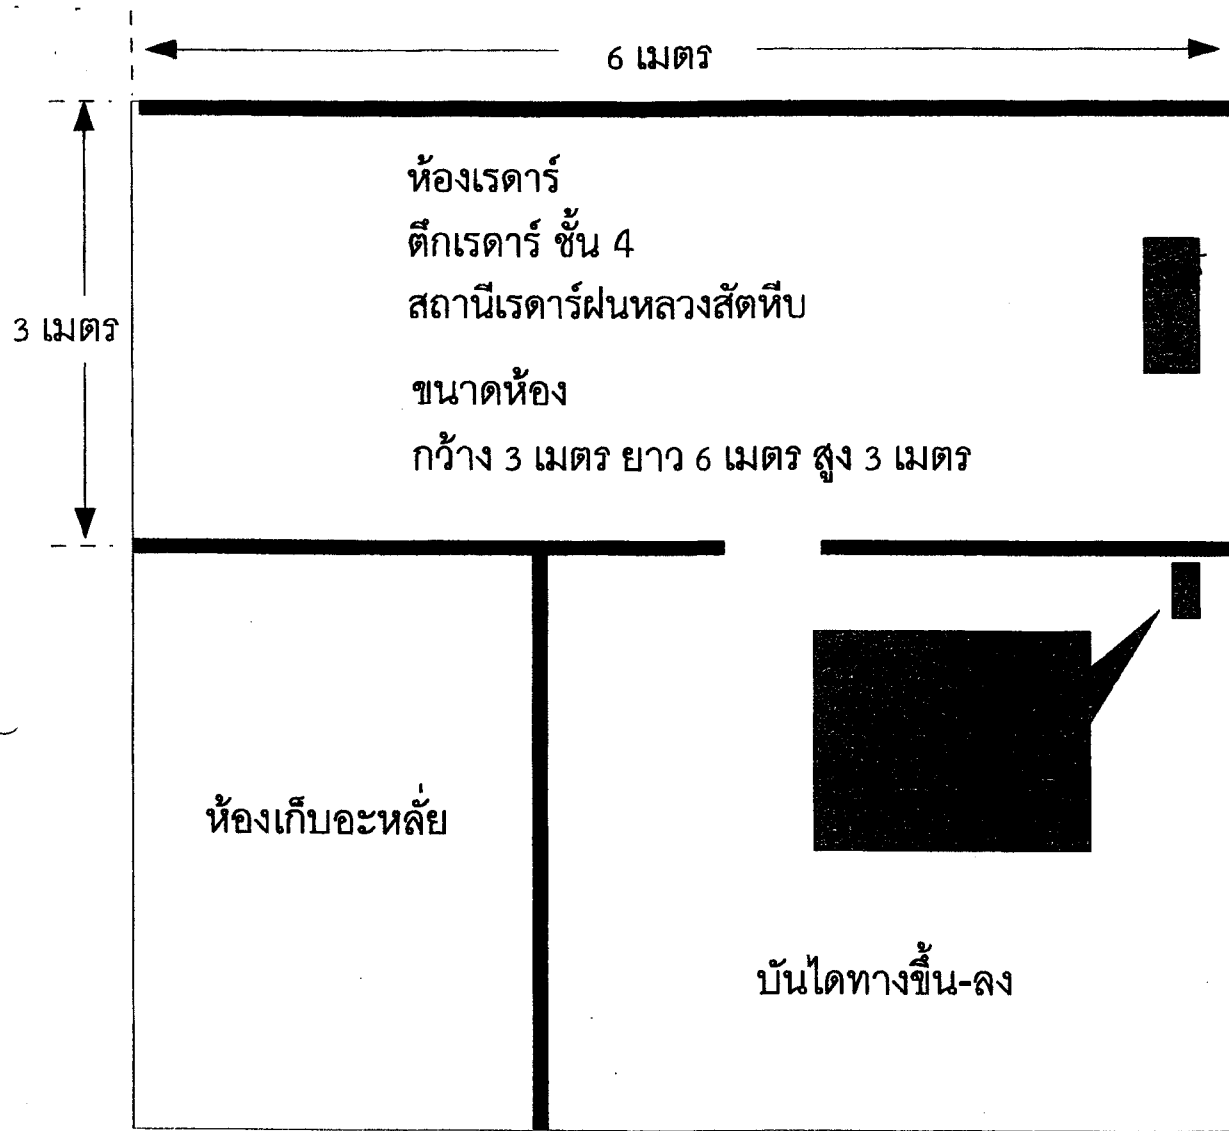 6 เมตร
ห้องเรดาร์
ตึกเรดาร์ ชั้น 4
สถานีเรดาร์ฝนหลวงสัตหีบ
3 เมตร
ขนาดห้อง
กว้าง 3 เมตร ยาว 6 เมตร สูง 3 เมตร
ห้องเก็บอะหลั่ย
บันไดทางขึ้น-ลง